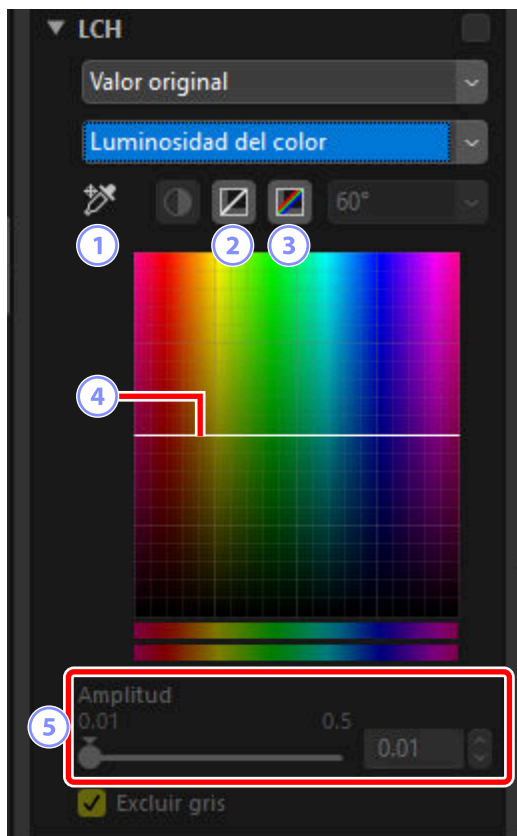 LCH
Valor original
Luminosidad del color
60°
1 2 3
4
Amplitud
0.01 0.5
5
0.01
Excluir gris